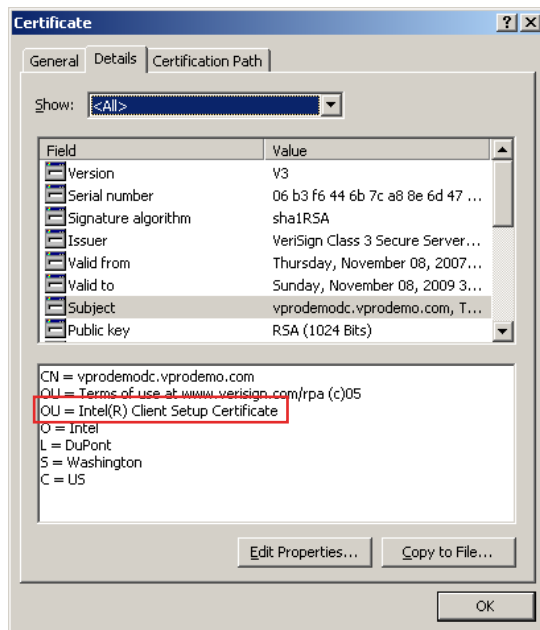 Certificate
General Details Certification Path
Show: <All>
Field Value
Version V3
Serial number 06 b3 f6 44 6b 7c a8 8e 6d 47 ...
Signature algorithm sha1RSA
Issuer VeriSign Class 3 Secure Server...
Valid from Thursday, November 08, 2007...
Valid to Sunday, November 08, 2009 3...
Subject vprodemodc.vprodemo.com, T...
Public key RSA (1024 Bits)
CN = vprodemodc.vprodemo.com
OU = Terms of use at www.verisign.com/rpa (c)05
OU = Intel(R) Client Setup Certificate
O = Intel
L = DuPont
S = Washington
C = US
Edit Properties... Copy to File...
OK